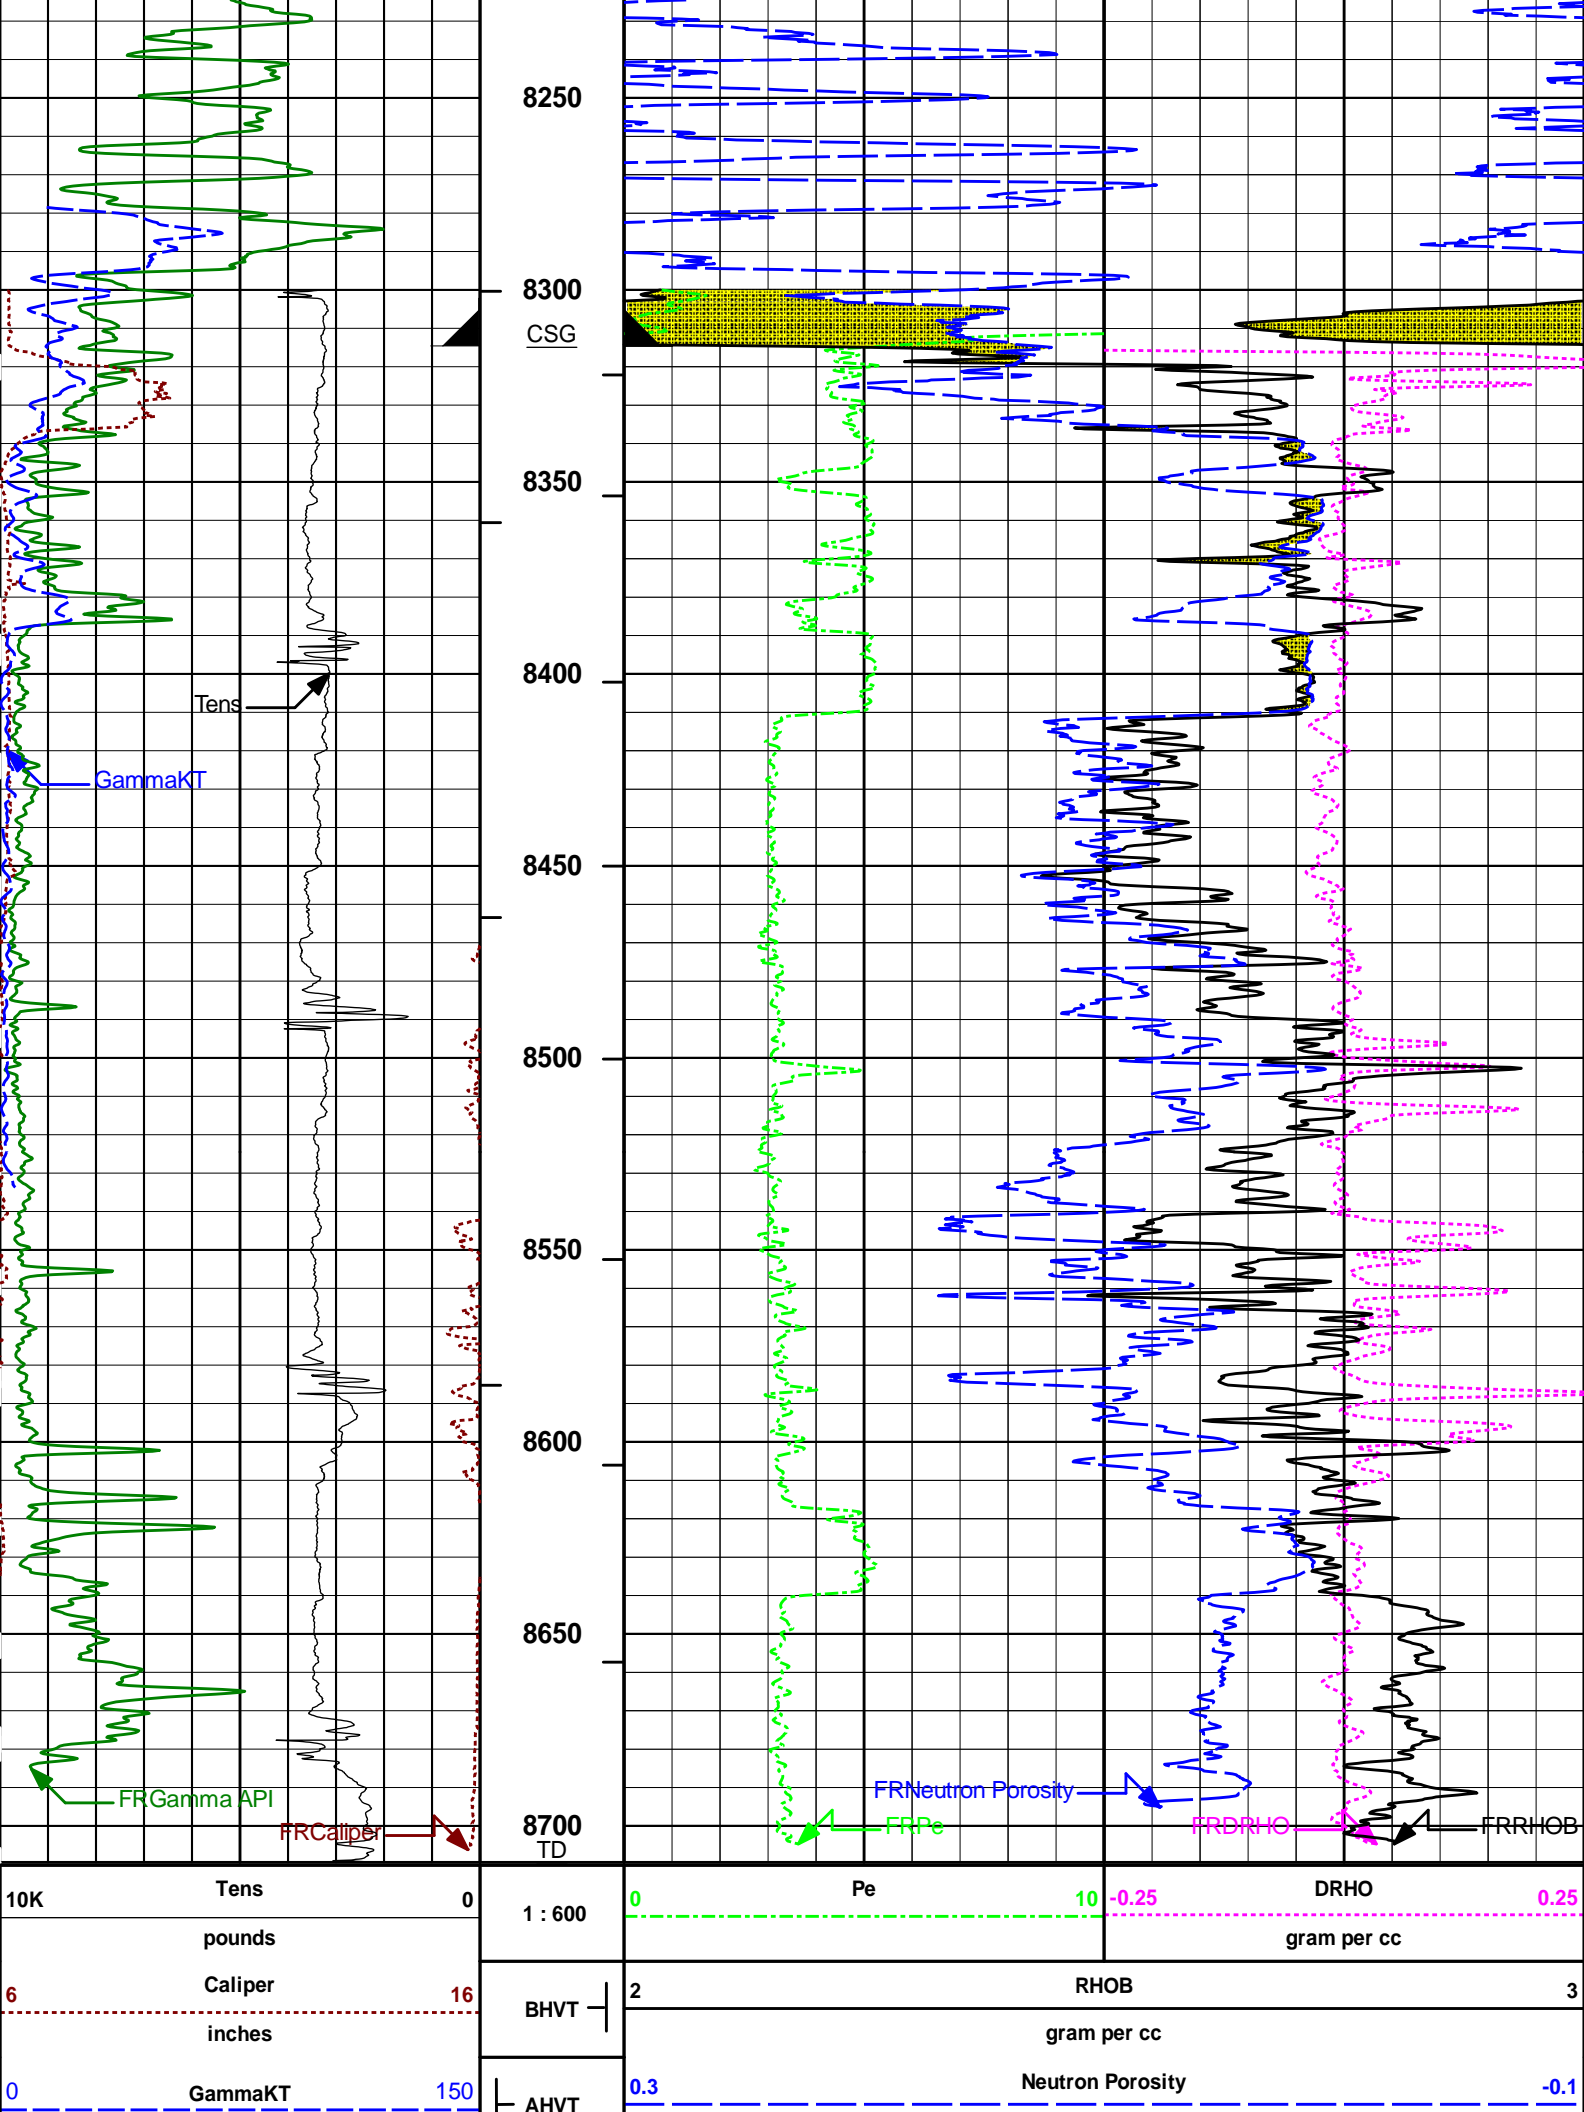 8250
8300
CSG
8350
8400
Tens
GammaKT
8450
8500
8550
8600
8650
FRGamma API
FRNeutron Porosity
FRCaliper
8700
FRPe
FRDRHO
FRRHOB
TD
10K Tens 0
pounds
1 : 600
0 Pe 10
-0.25 DRHO 0.25
gram per cc
6 Caliper 16
inches
BHVT
2 RHOB 3
gram per cc
0 GammaKT 150
AHVT
0.3 Neutron Porosity -0.1